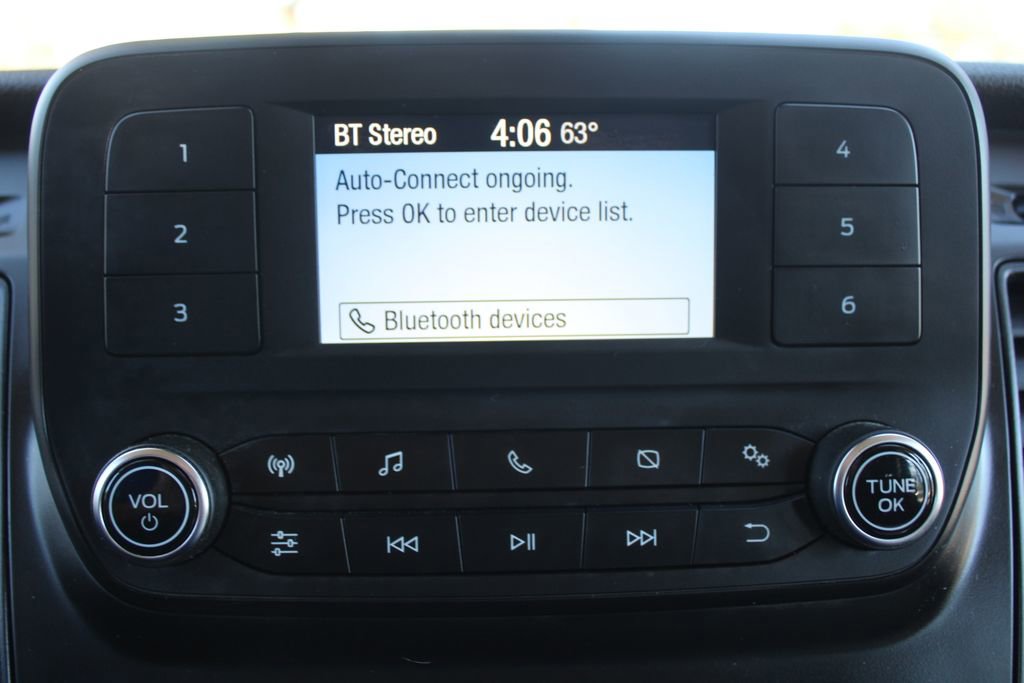 BT Stereo 4:06 63°
Auto-Connect ongoing.
Press OK to enter device list.
Bluetooth devices
1
2
3
4
5
6
VOL
TUNE
OK